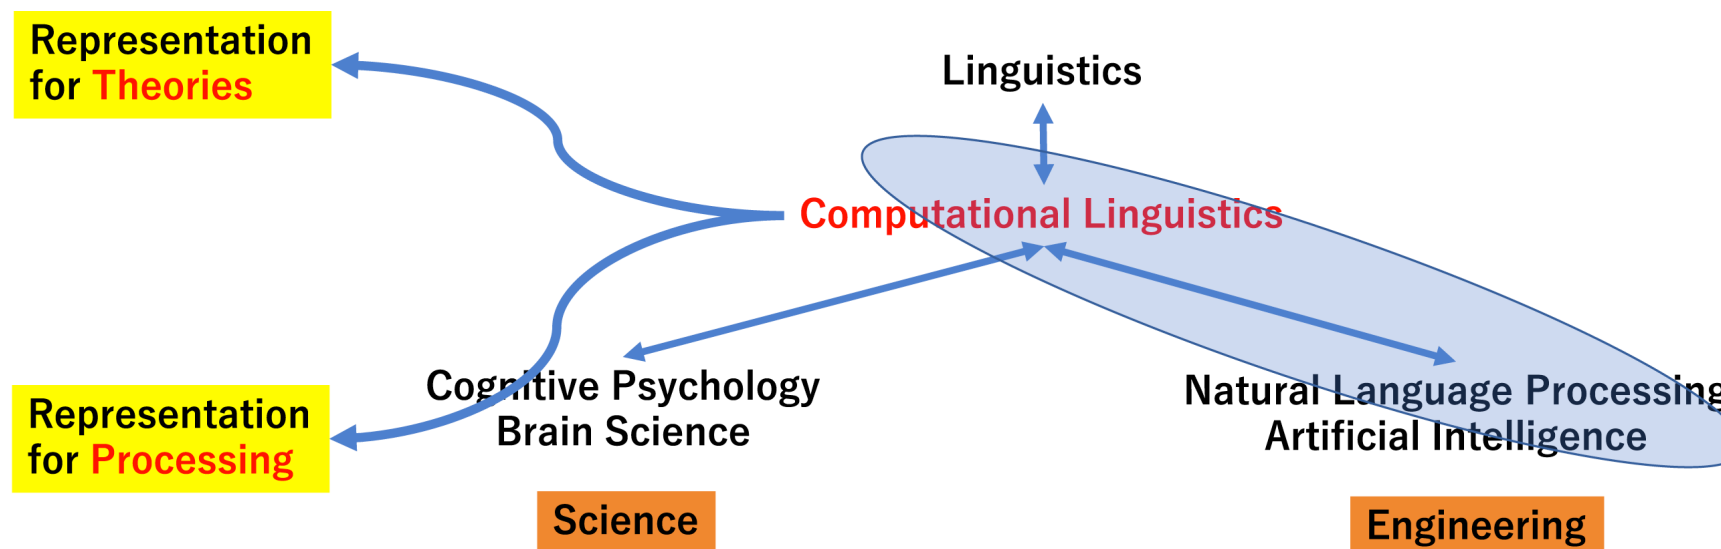 Representation
for Theories
Linguistics
Computational Linguistics
Cognitive Psychology
Brain Science
Natural Language Processing
Artificial Intelligence
Representation
for Processing
Science
Engineering